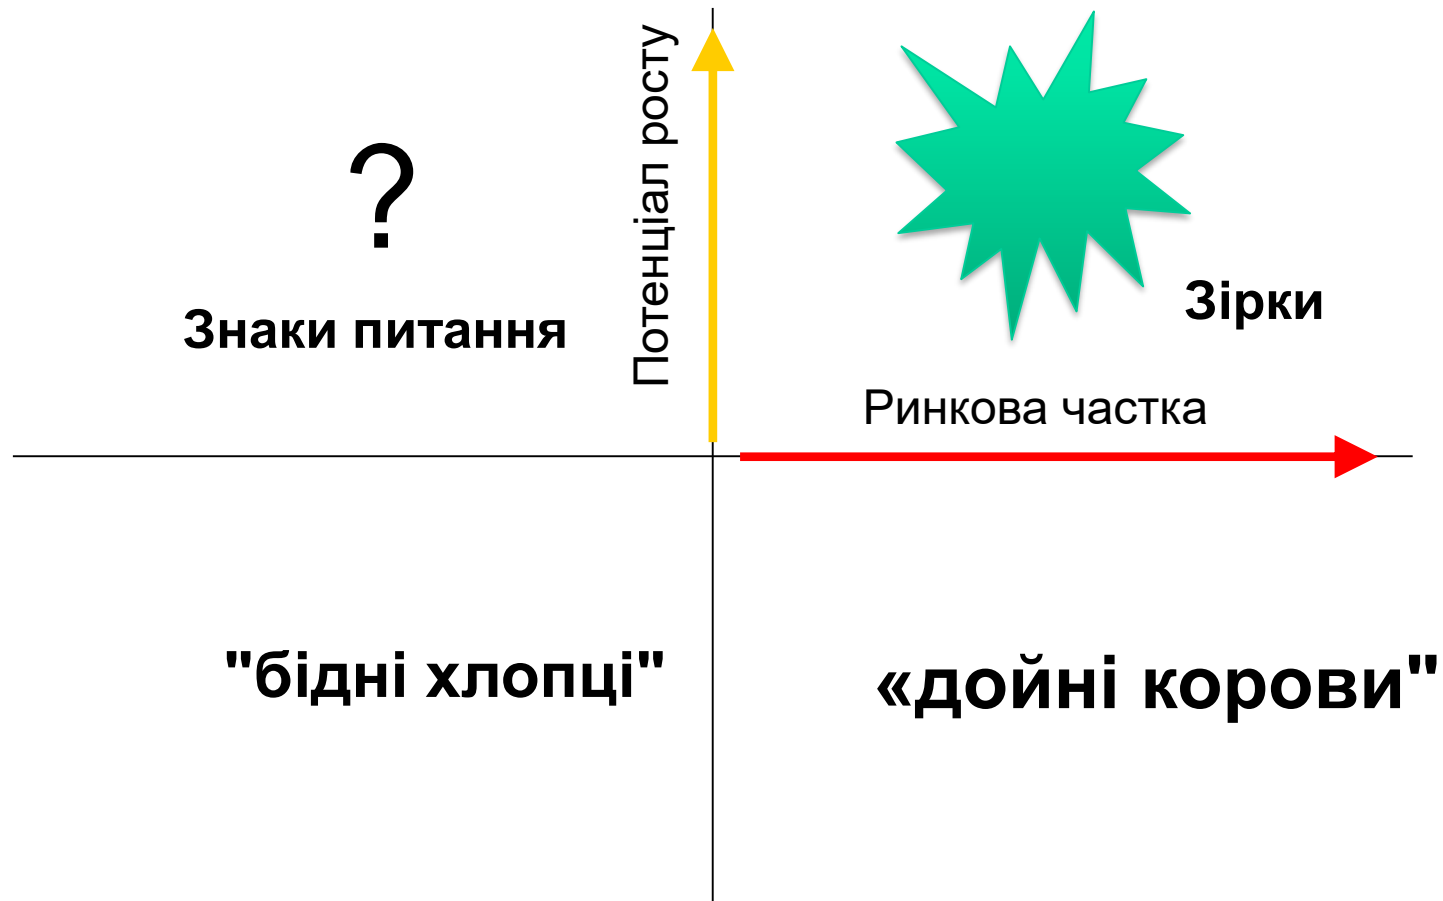 ?
Знаки питання
Потенціал росту
Зірки
Ринкова частка
"бідні хлопці"
«дойні корови"